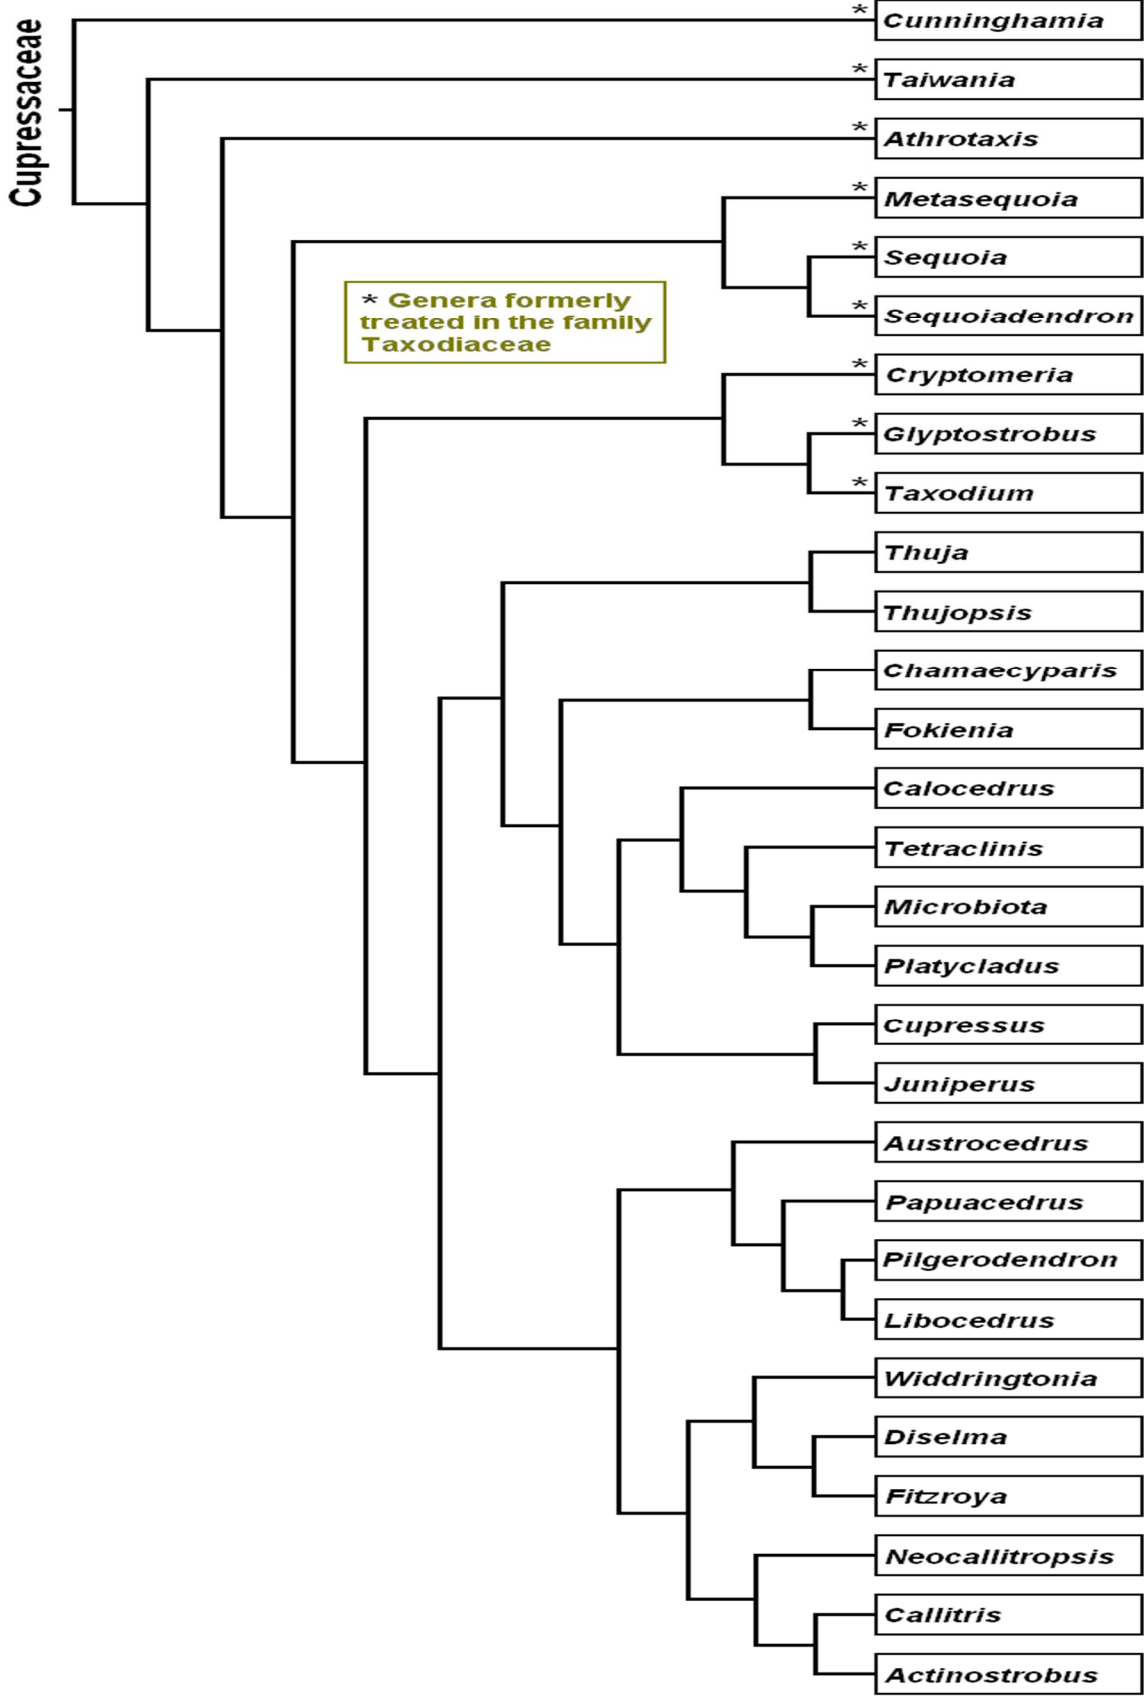 Cupressaceae
* Cunninghamia
* Taiwania
* Athrotaxis
* Metasequoia
* Sequoia
* Sequoiadendron
* Genera formerly
treated in the family
Taxodiaceae
* Cryptomeria
* Glyptostrobus
* Taxodium
Thuja
Thujopsis
Chamaecyparis
Fokienia
Calocedrus
Tetraclinis
Microbiota
Platycladus
Cupressus
Juniperus
Austrocedrus
Papuacedrus
Pilgerodendron
Libocedrus
Widdringtonia
Diselma
Fitzroya
Neocallitropsis
Callitris
Actinostrobus